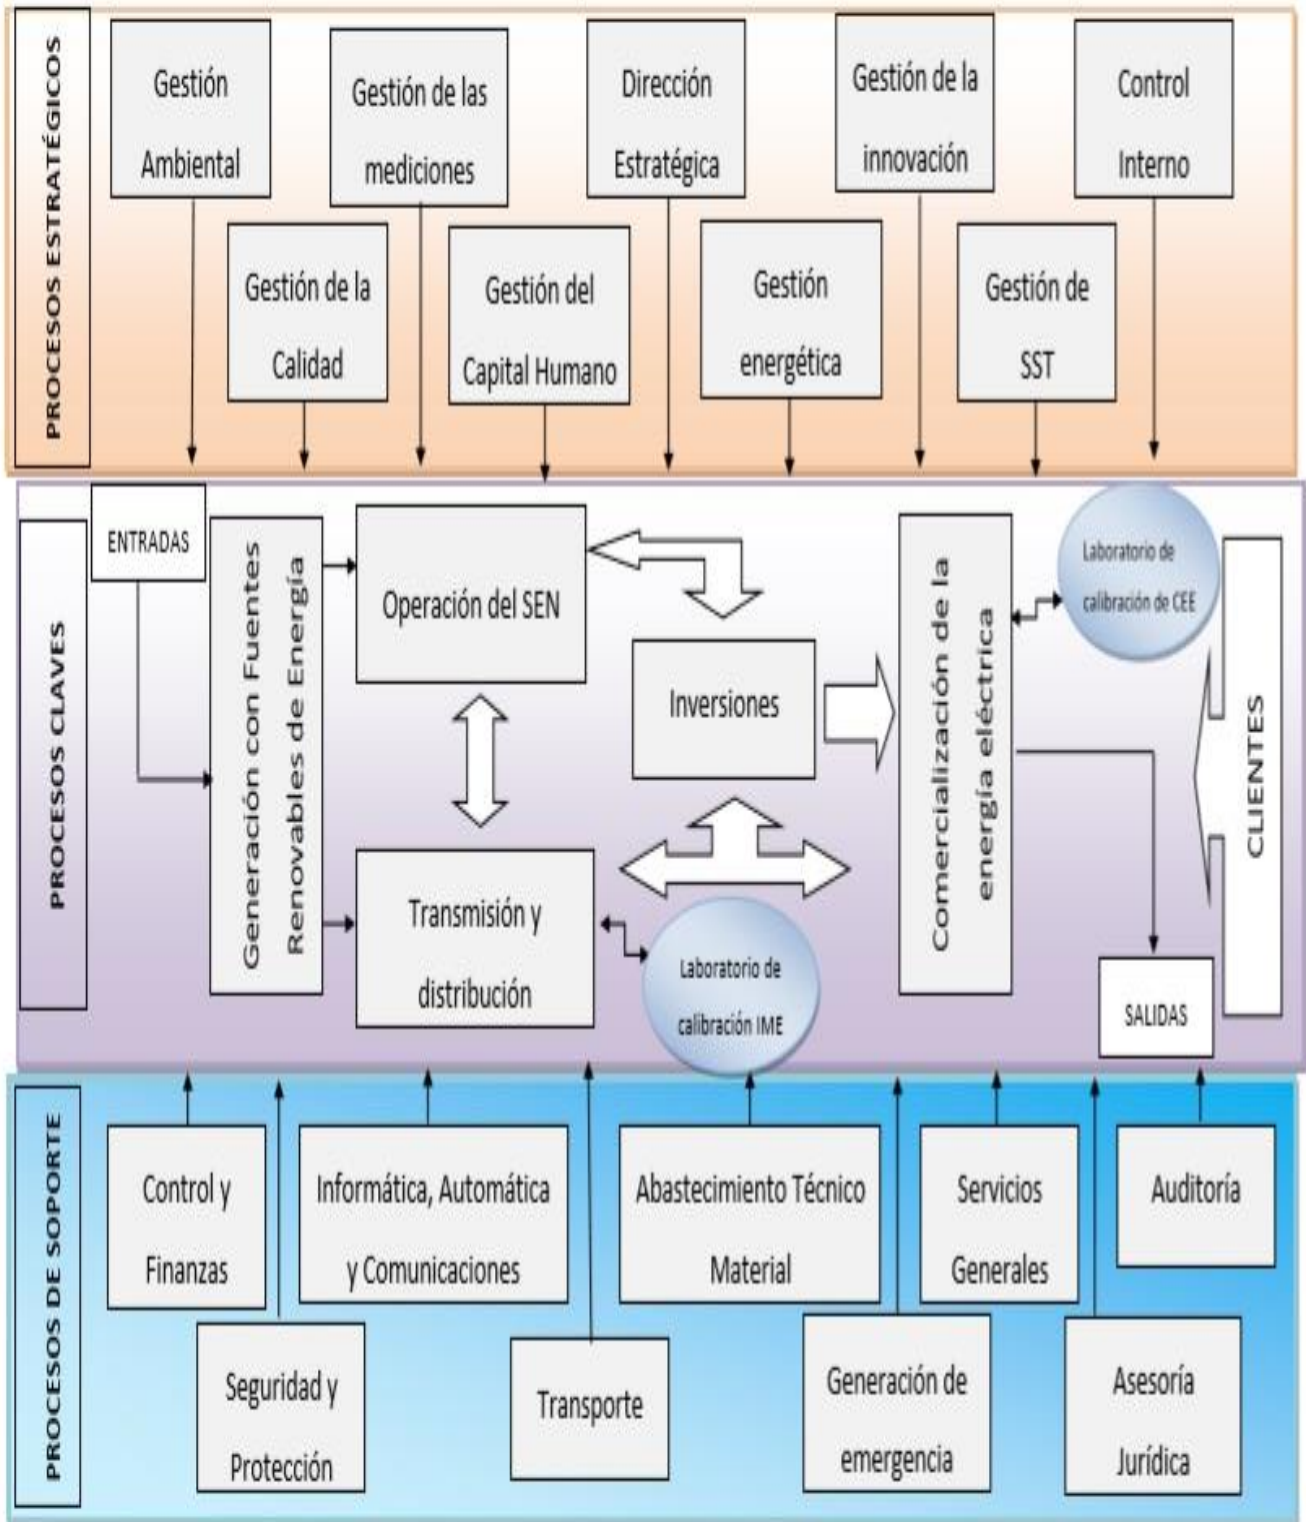 PROCESOS ESTRATÉGICOS
Gestión
Ambiental
Gestión de las
mediciones
Dirección
Estratégica
Gestión de la
innovación
Control
Interno
Gestión de la
Calidad
Gestión del
Capital Humano
Gestión
energética
Gestión de
SST
PROCESOS CLAVES
ENTRADAS
Generación con Fuentes
Renovables de Energía
Operación del SEN
Transmisión y
distribución
Inversiones
Laboratorio de
calibración IME
Comercialización de la
energía eléctrica
Laboratorio de
calibración de CEE
CLIENTES
SALIDAS
PROCESOS DE SOPORTE
Control y
Finanzas
Informática, Automática
y Comunicaciones
Abastecimiento Técnico
Material
Servicios
Generales
Auditoría
Seguridad y
Protección
Transporte
Generación de
emergencia
Asesoría
Jurídica